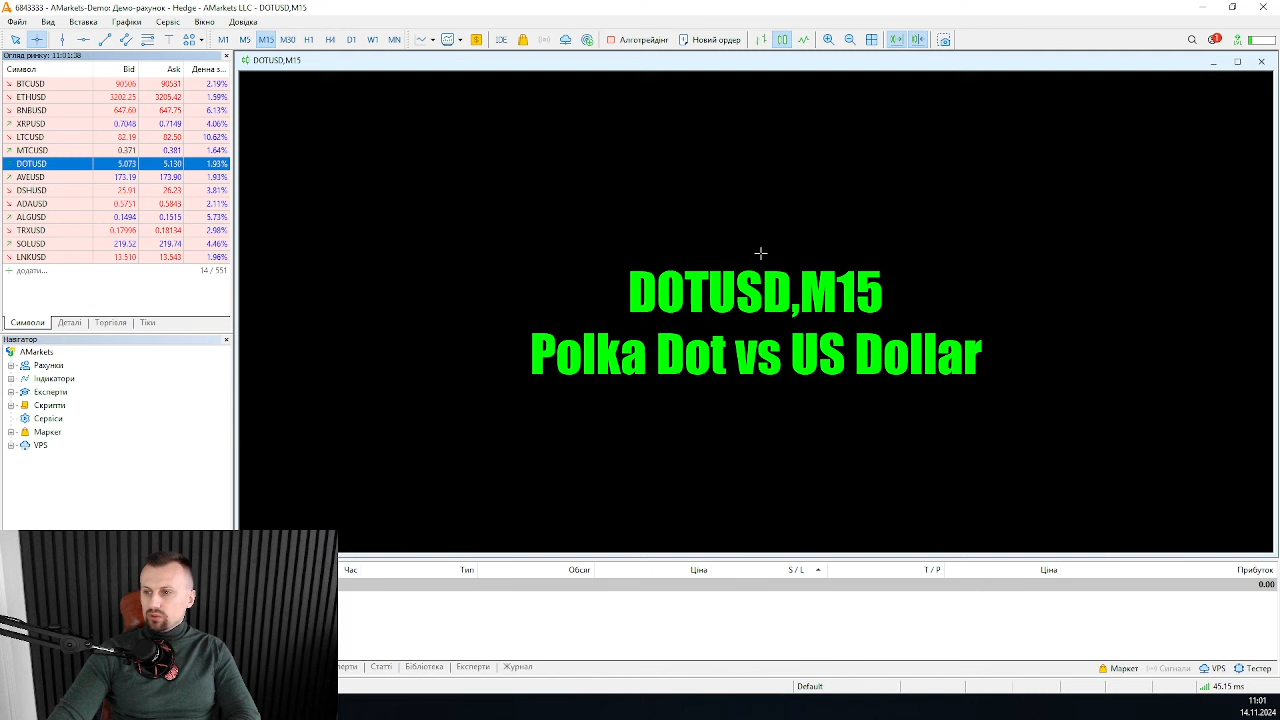 6843333 - AMarkets-Demo: Демо-рахунок - Hedge - AMarkets LLC - DOTUSD,M15
Файл Вид Вставка Графіки Сервіс Вікно Довідка
M1 M5 M15 M30 H1 H4 D1 W1 MN IDE Алготрейдінг Новий ордер
Огляд ринку: 11:01:38
Символ Bid Ask Денна з...
BTCUSD 90506 90531 2.19%
ETHUSD 3202.25 3205.42 1.59%
BNBUSD 647.60 647.75 6.13%
XRPUSD 0.7048 0.7149 4.06%
LTCUSD 82.19 82.50 10.62%
MTCUSD 0.371 0.381 1.64%
DOTUSD 5.073 5.130 1.93%
AVEUSD 173.19 173.90 1.93%
DSHUSD 25.91 26.23 3.81%
ADAUSD 0.5751 0.5843 2.11%
ALGUSD 0.1494 0.1515 5.73%
TRXUSD 0.17996 0.18134 2.98%
SOLUSD 219.52 219.74 4.46%
LNKUSD 13.510 13.543 1.96%
додати... 14 / 551
Символи Деталі Торгівля Тіки
Навігатор
AMarkets
Рахунки
Індикатори
Експерти
Скрипти
Сервіси
Маркет
VPS
DOTUSD,M15
DOTUSD,M15
Polka Dot vs US Dollar
Час Тип Обсяг Ціна S / L T / P Ціна Прибуток
0.00
перти Статті Бібліотека Експерти Журнал
Маркет Сигнали VPS Тестер
Default 45.15 ms
11:01
14.11.2024